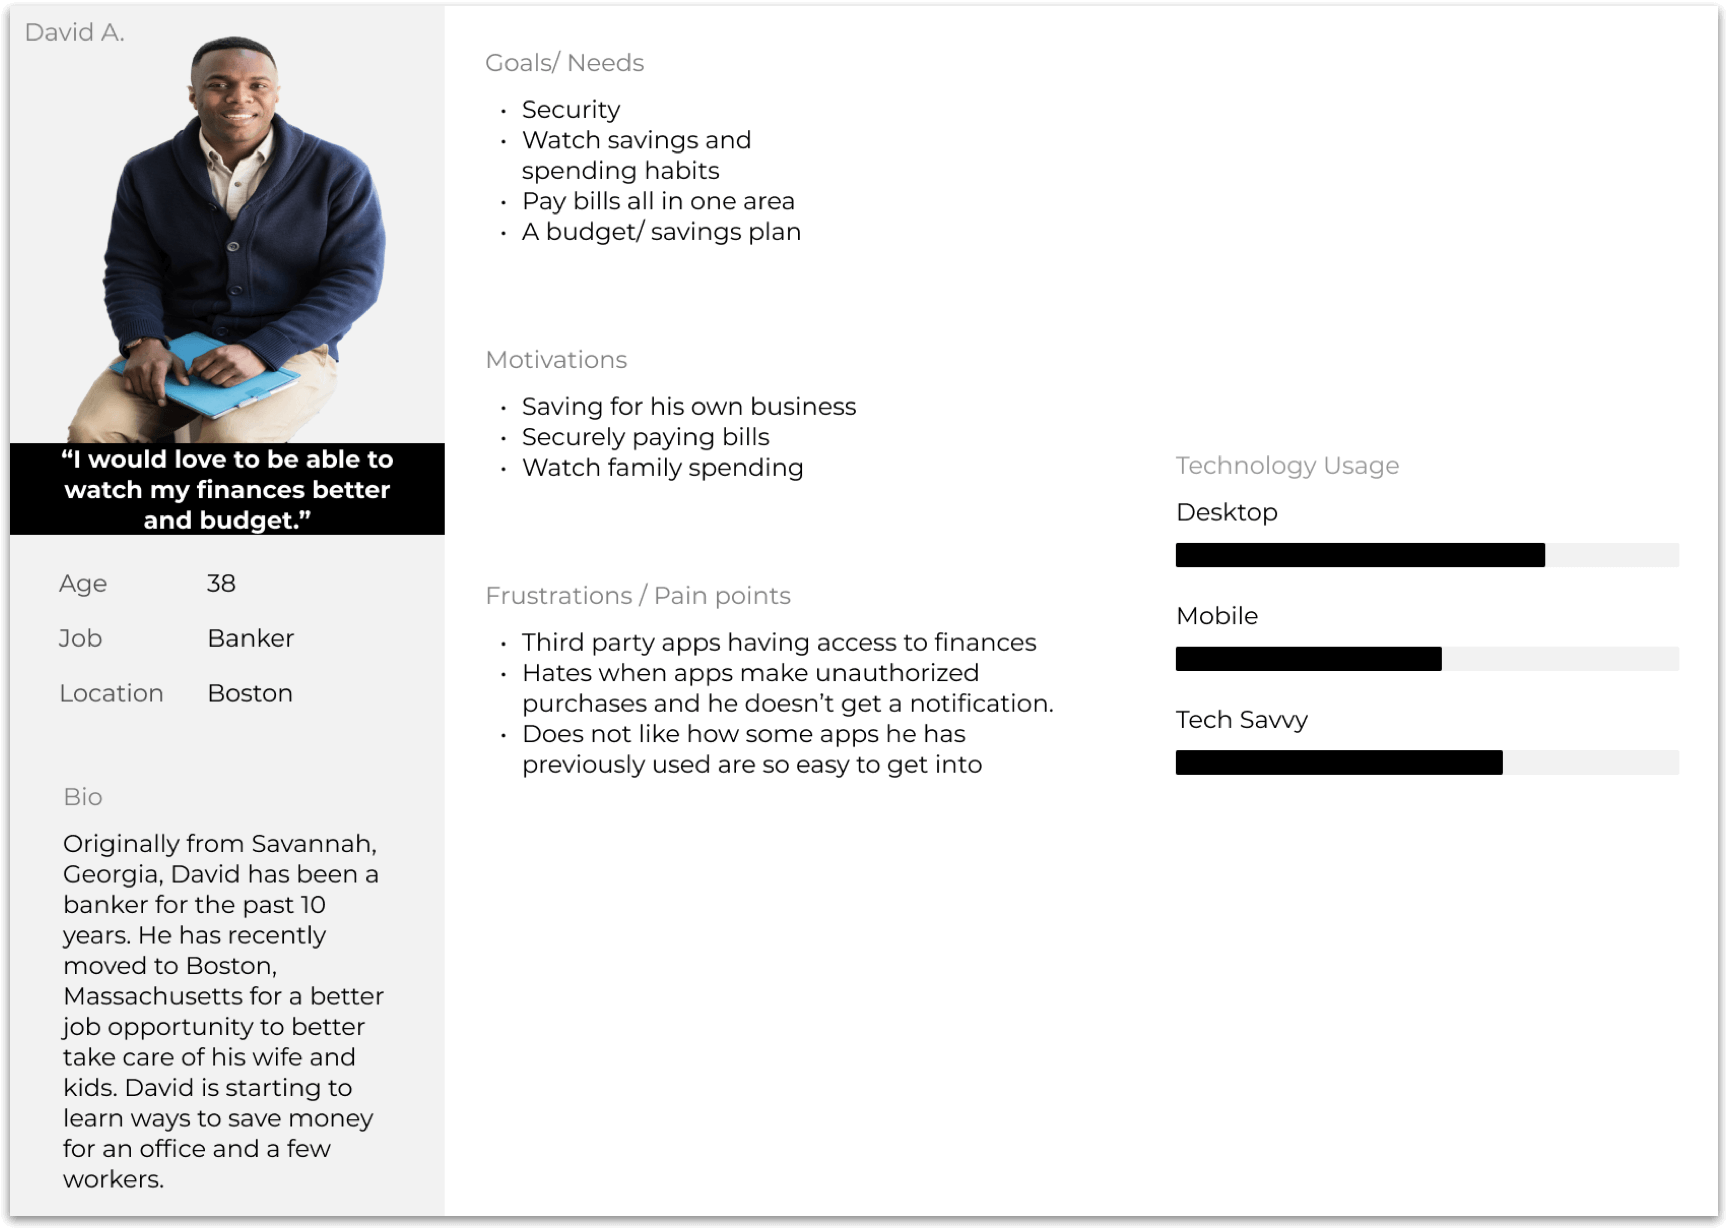 David A.
“I would love to be able to
watch my finances better
and budget.”
Age 38
Job Banker
Location Boston
Bio
Originally from Savannah,
Georgia, David has been a
banker for the past 10
years. He has recently
moved to Boston,
Massachusetts for a better
job opportunity to better
take care of his wife and
kids. David is starting to
learn ways to save money
for an office and a few
workers.
Goals/ Needs
• Security
• Watch savings and
spending habits
• Pay bills all in one area
• A budget/ savings plan
Motivations
• Saving for his own business
• Securely paying bills
• Watch family spending
Frustrations / Pain points
• Third party apps having access to finances
• Hates when apps make unauthorized
purchases and he doesn’t get a notification.
• Does not like how some apps he has
previously used are so easy to get into
Technology Usage
Desktop
Mobile
Tech Savvy